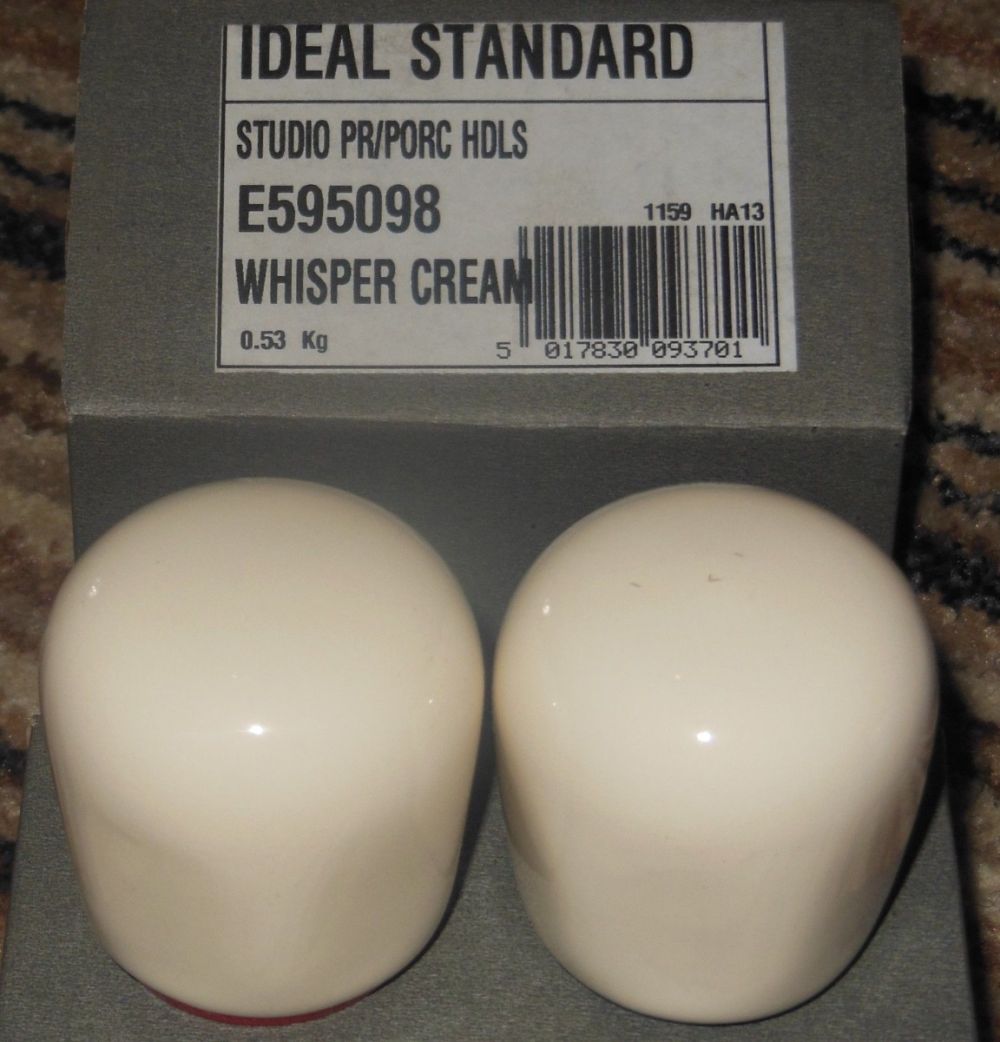 IDEAL STANDARD
STUDIO PR/PORC HDLS
E595098
1159 HA13
WHISPER CREAM
0.53 Kg
5 017830 093701